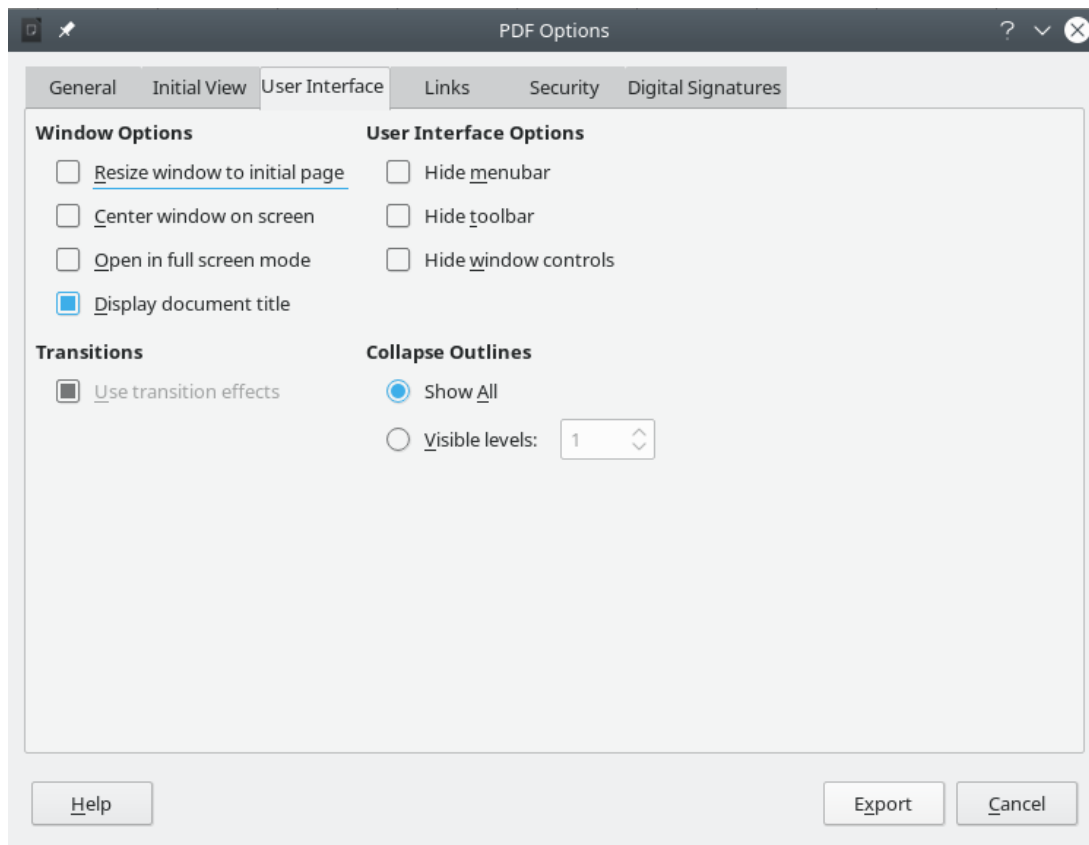 PDF Options
General Initial View User Interface Links Security Digital Signatures
Window Options
Resize window to initial page
Center window on screen
Open in full screen mode
Display document title
User Interface Options
Hide menubar
Hide toolbar
Hide window controls
Transitions
Use transition effects
Collapse Outlines
Show All
Visible levels: 1
Help Export Cancel